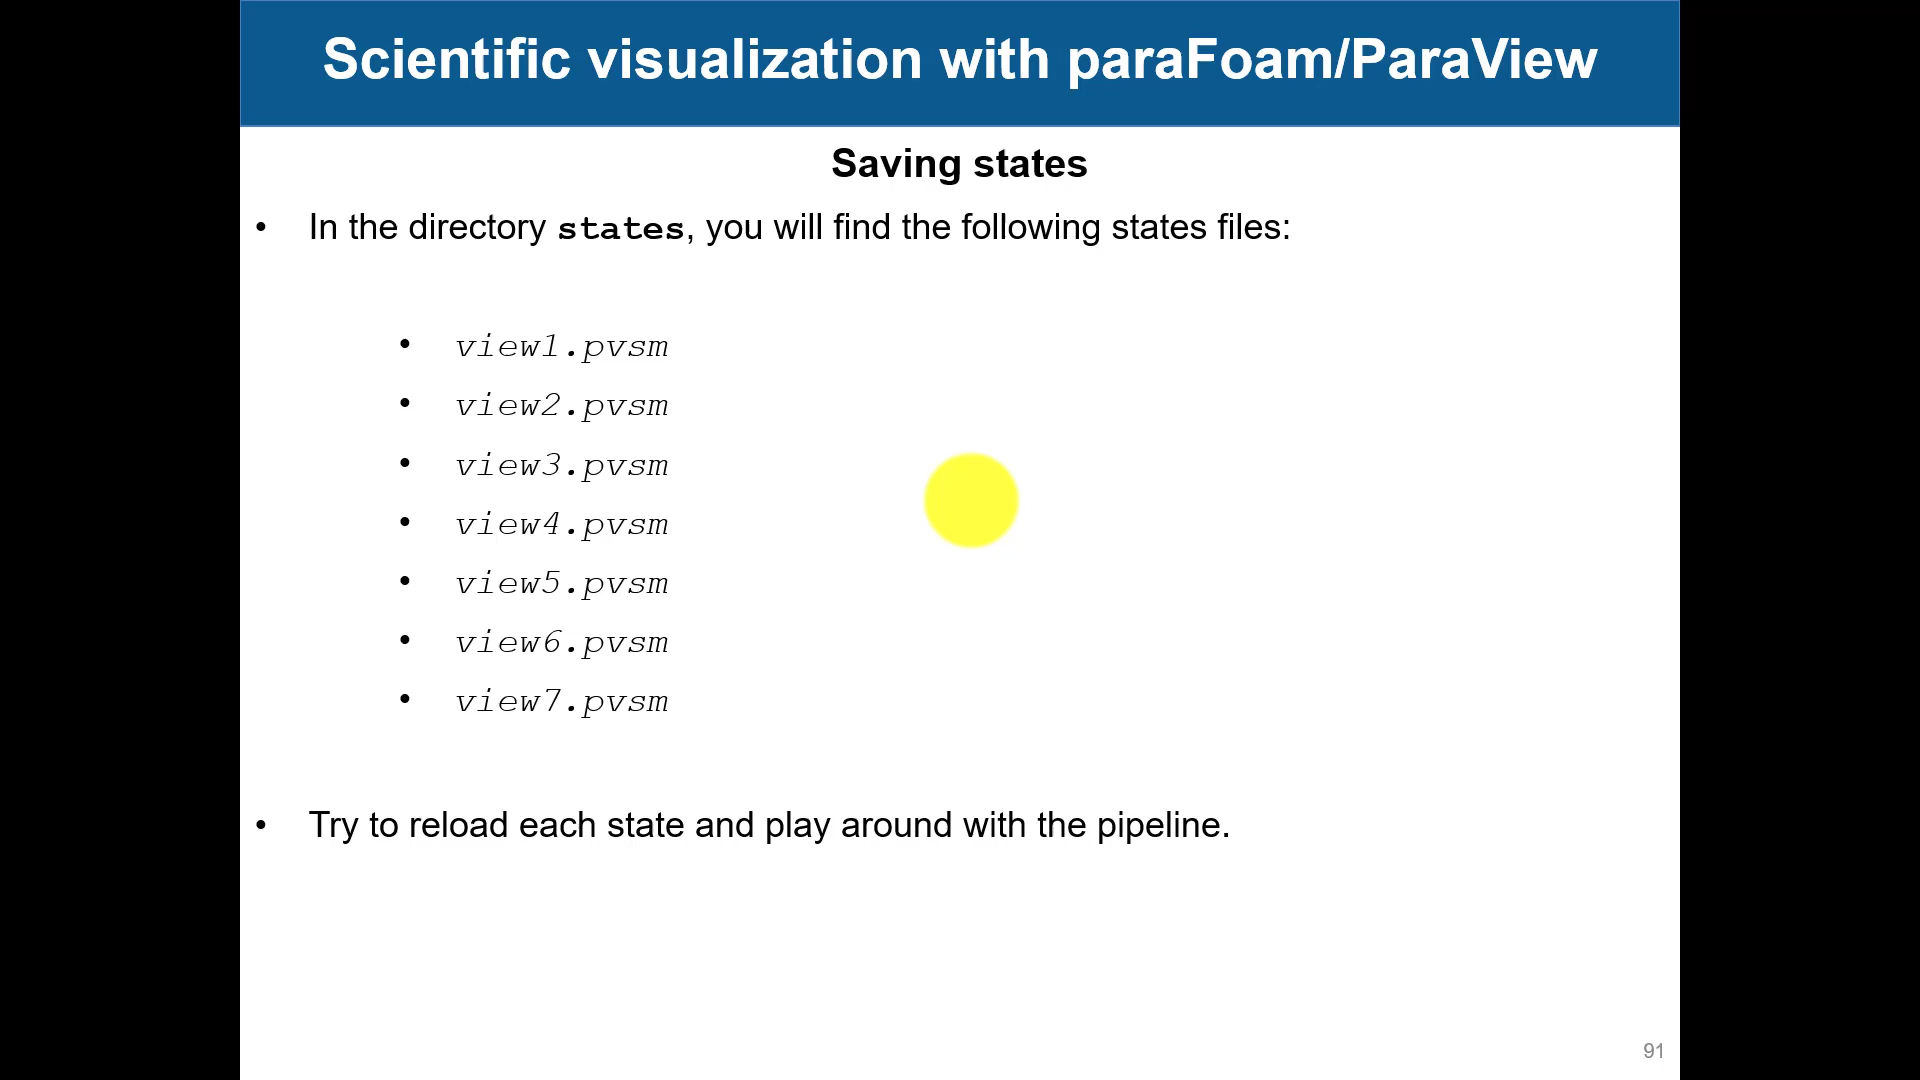 Scientific visualization with paraFoam/ParaView
Saving states
• In the directory states, you will find the following states files:
• view1.pvsm
• view2.pvsm
• view3.pvsm
• view4.pvsm
• view5.pvsm
• view6.pvsm
• view7.pvsm
• Try to reload each state and play around with the pipeline.
91